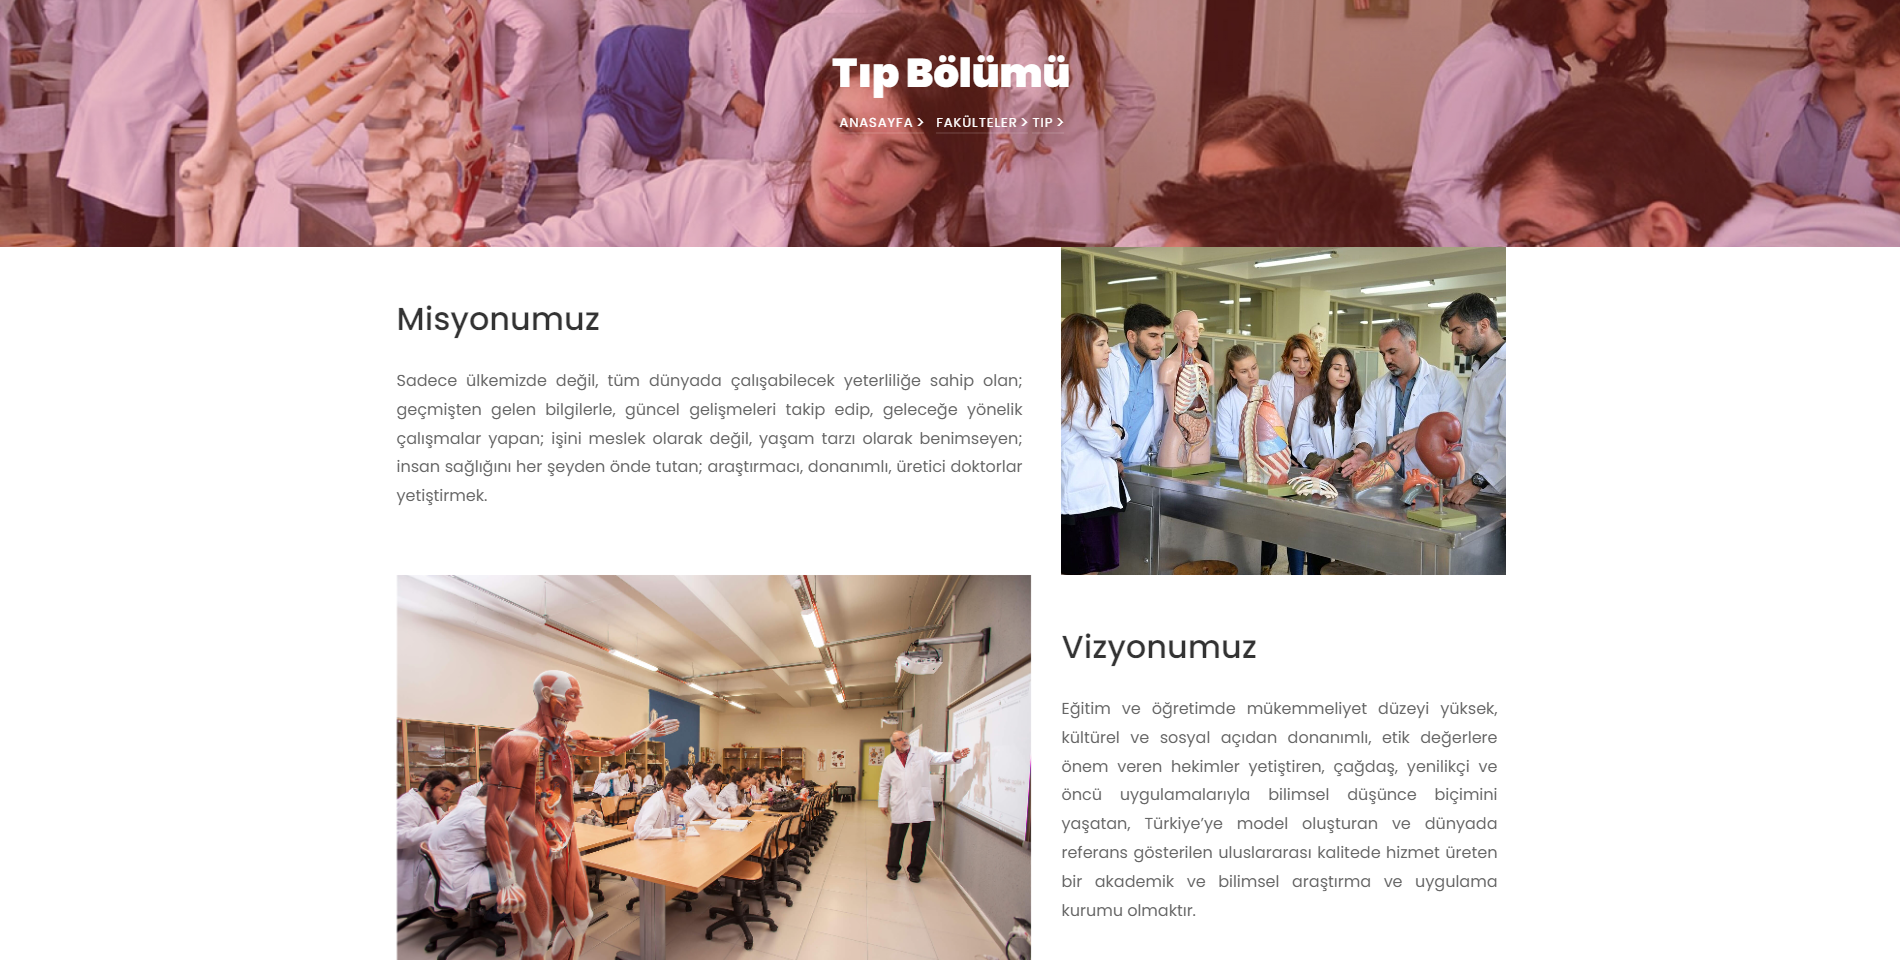 Tıp Bölümü
ANASAYFA > FAKÜLTELER > TIP >
Misyonumuz
Sadece ülkemizde değil, tüm dünyada çalışabilecek yeterliliğe sahip olan;
geçmişten gelen bilgilerle, güncel gelişmeleri takip edip, geleceğe yönelik
çalışmalar yapan; işini meslek olarak değil, yaşam tarzı olarak benimseyen;
insan sağlığını her şeyden önde tutan; araştırmacı, donanımlı, üretici doktorlar
yetiştirmek.
Vizyonumuz
Eğitim ve öğretimde mükemmeliyet düzeyi yüksek,
kültürel ve sosyal açıdan donanımlı, etik değerlere
önem veren hekimler yetiştiren, çağdaş, yenilikçi ve
öncü uygulamalarıyla bilimsel düşünce biçimini
yaşatan, Türkiye’ye model oluşturan ve dünyada
referans gösterilen uluslararası kalitede hizmet üreten
bir akademik ve bilimsel araştırma ve uygulama
kurumu olmaktır.